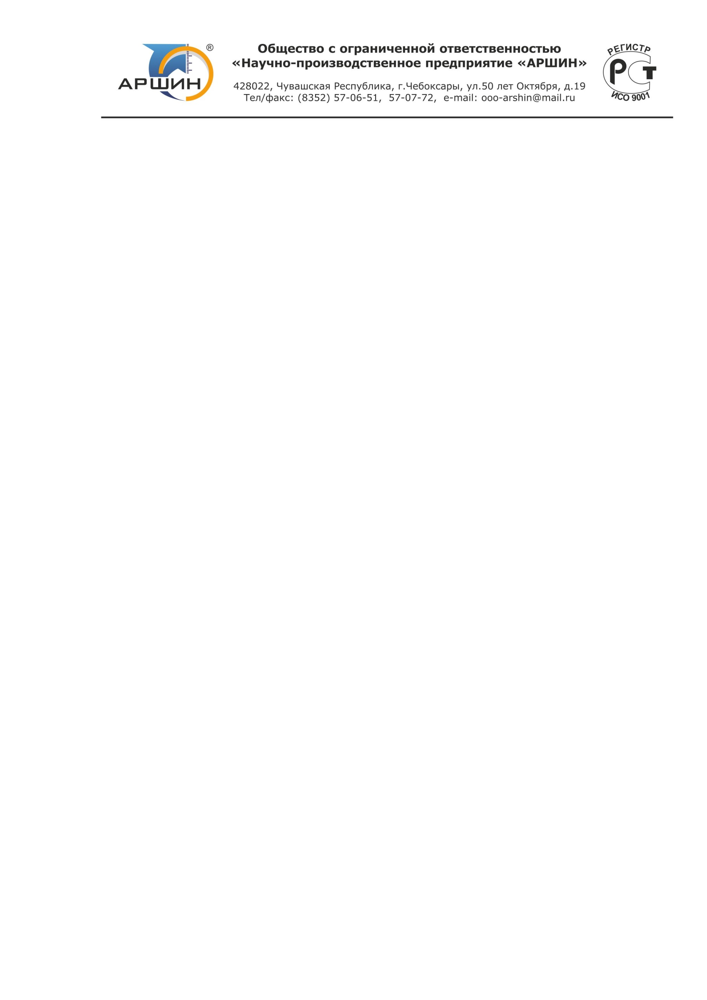 АРШИН
®
Общество с ограниченной ответственностью
«Научно-производственное предприятие «АРШИН»
428022, Чувашская Республика, г.Чебоксары, ул.50 лет Октября, д.19
Тел/факс: (8352) 57-06-51, 57-07-72, e-mail: ooo-arshin@mail.ru
РЕГИСТР
РСТ
ИСО 9001